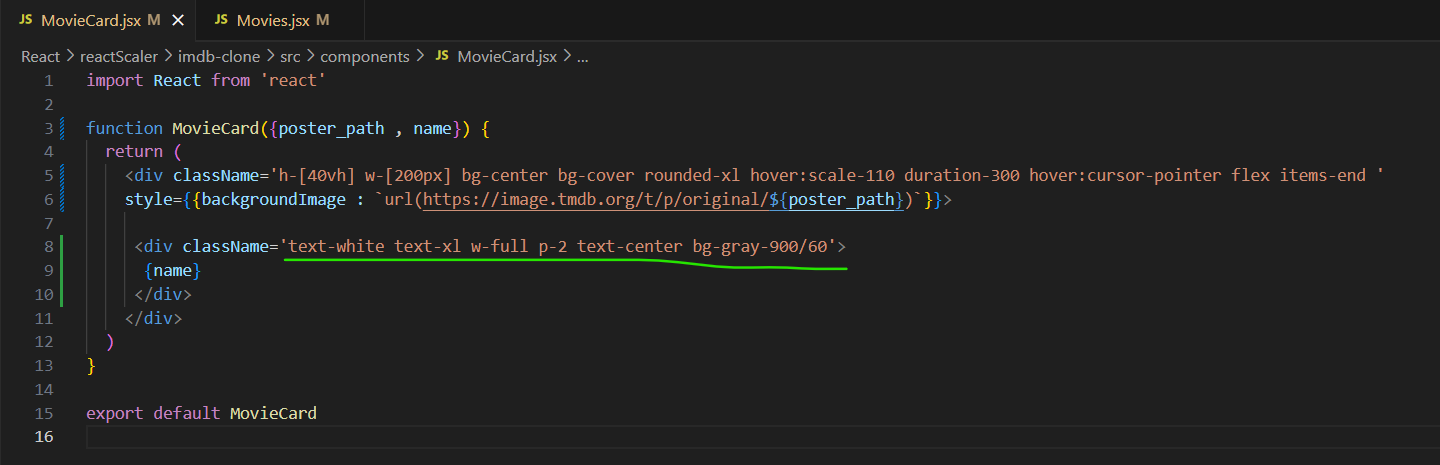 JS MovieCard.jsx M × JS Movies.jsx M
React > reactScaler > imdb-clone > src > components > JS MovieCard.jsx > ...
1 import React from 'react'
2
3 function MovieCard({poster_path , name}) {
4 return (
5 <div className='h-[40vh] w-[200px] bg-center bg-cover rounded-xl hover:scale-110 duration-300 hover:cursor-pointer flex items-end '
6 style={{backgroundImage : `url(https://image.tmdb.org/t/p/original/${poster_path})`}}>
7
8 <div className='text-white text-xl w-full p-2 text-center bg-gray-900/60'>
9 {name}
10 </div>
11 </div>
12 )
13 }
14
15 export default MovieCard
16